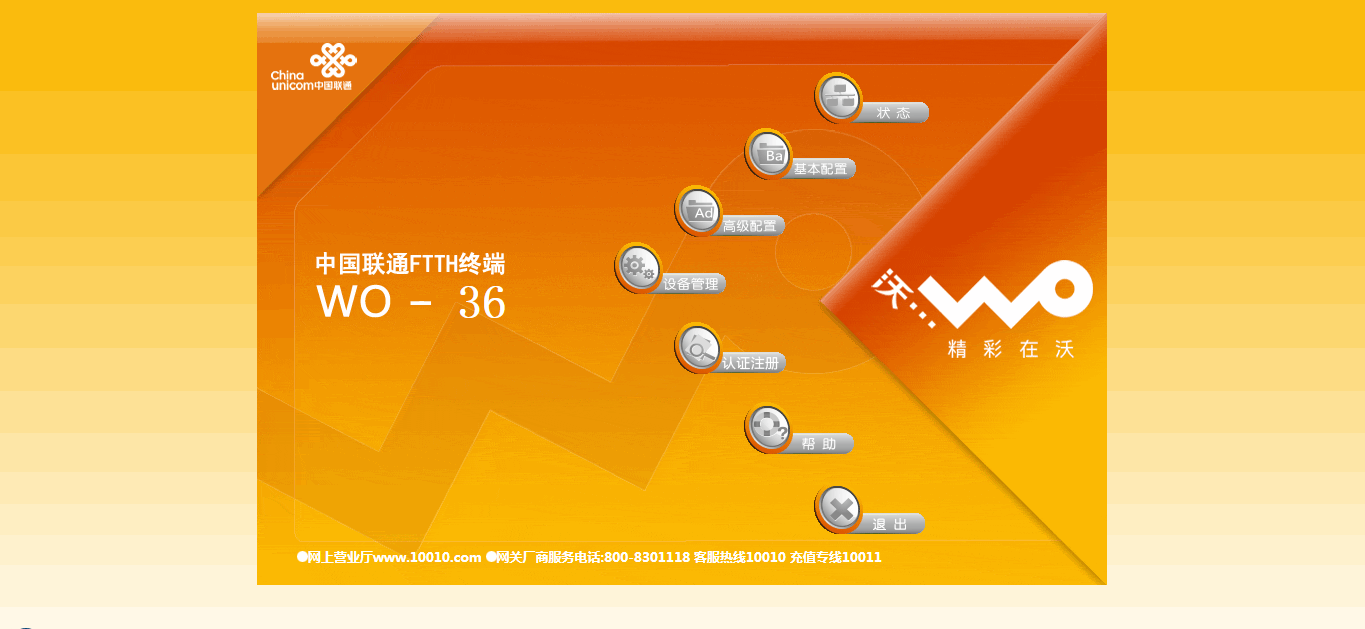 China
unicom中国联通
状 态
Ba
基本配置
Ad
高级配置
设备管理
中国联通FTTH终端
WO - 36
沃...wo
精 彩 在 沃
认证注册
?
帮 助
退 出
●网上营业厅www.10010.com ●网关厂商服务电话:800-8301118 客服热线10010 充值专线10011